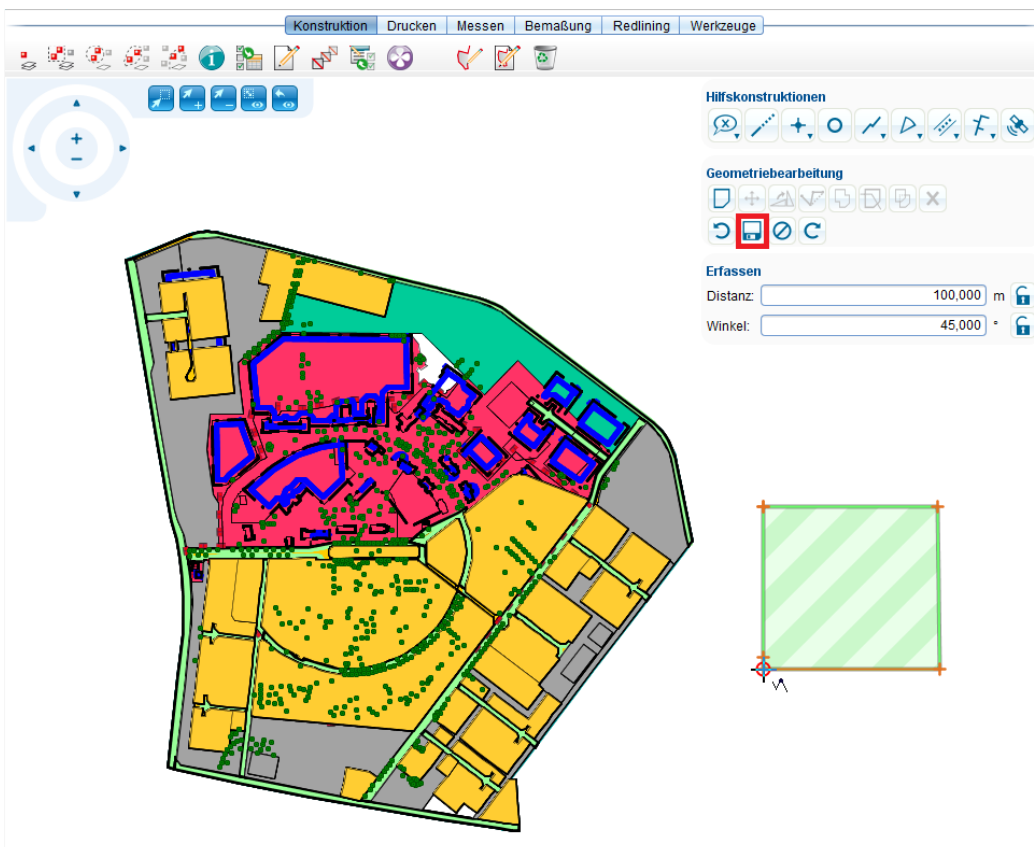 Konstruktion Drucken Messen Bemaßung Redlining Werkzeuge
Hilfskonstruktionen
Geometriebearbeitung
Erfassen
Distanz: 100,000 m
Winkel: 45,000 °